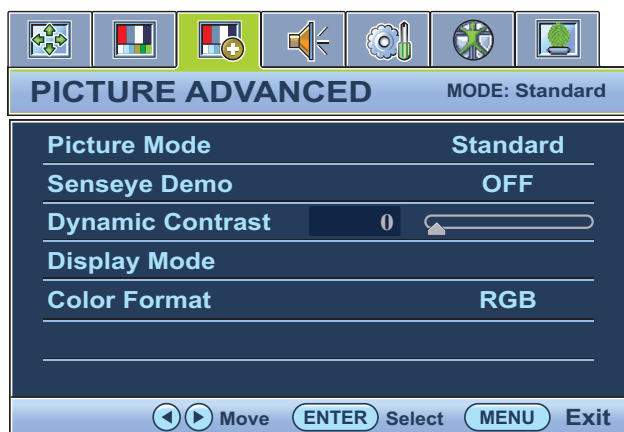 PICTURE ADVANCED MODE: Standard
Picture Mode Standard
Senseye Demo OFF
Dynamic Contrast 0
Display Mode
Color Format RGB
Move ENTER Select MENU Exit